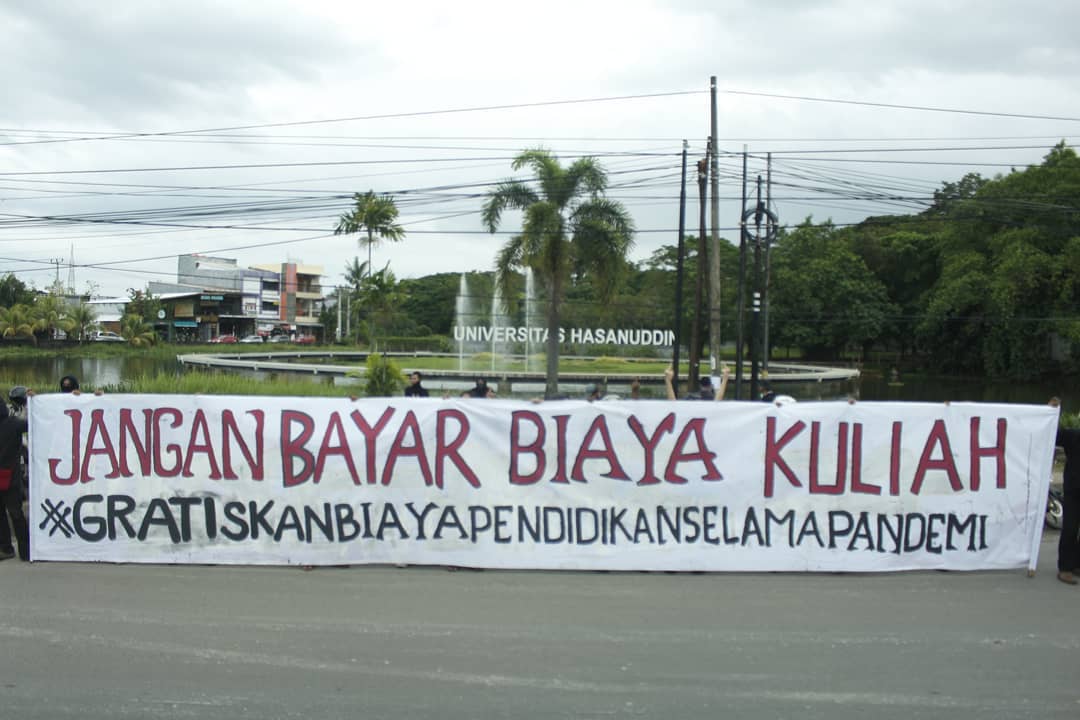 UNIVERSITAS HASANUDDIN
JANGAN BAYAR BIAYA KULIAH
#GRATISKANBIAYAPENDIDIKANSELAMAPANDEMI